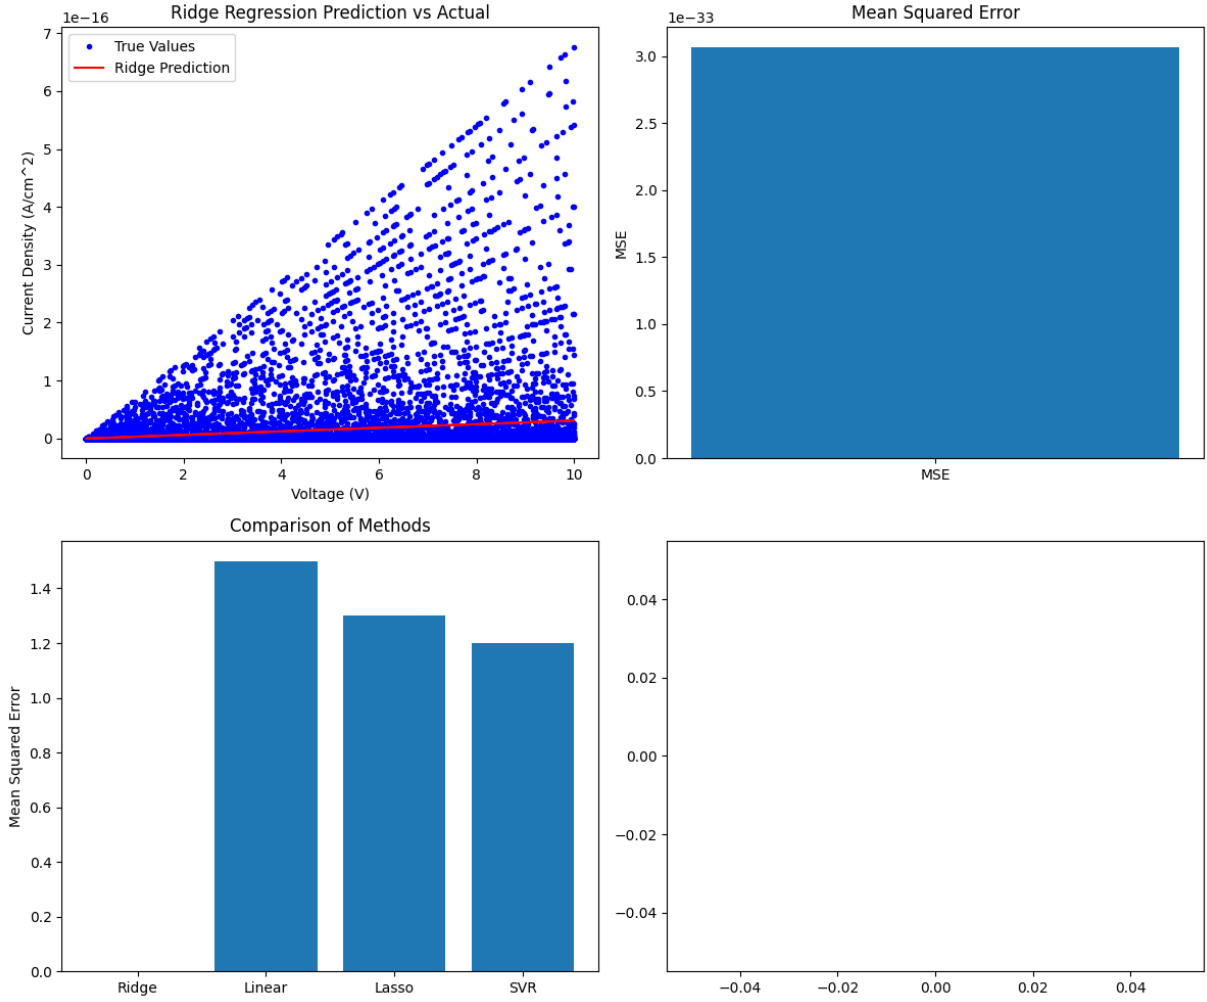 Ridge Regression Prediction vs Actual
1e−16
True Values
Ridge Prediction
7
6
5
4
3
2
1
0
Current Density (A/cm^2)
0 2 4 6 8 10
Voltage (V)
Mean Squared Error
1e−33
3.0
2.5
2.0
1.5
1.0
0.5
0.0
MSE
MSE
Comparison of Methods
1.4
1.2
1.0
0.8
0.6
0.4
0.2
0.0
Mean Squared Error
Ridge Linear Lasso SVR
0.04
0.02
0.00
−0.02
−0.04
−0.04 −0.02 0.00 0.02 0.04